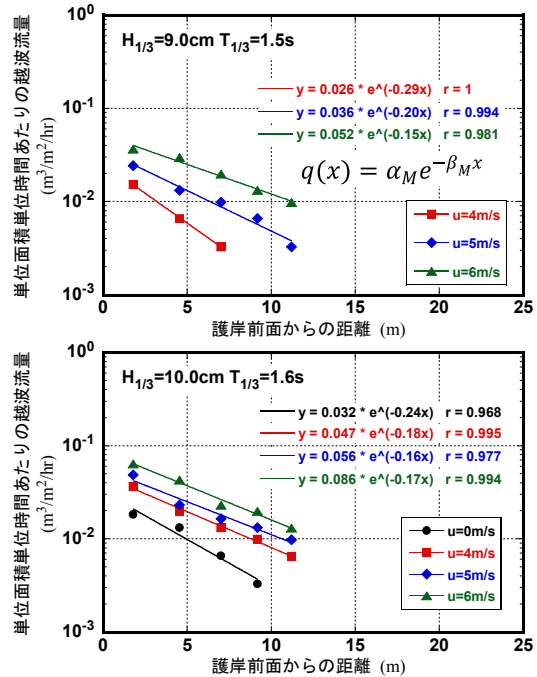 10⁰
10⁻¹
10⁻²
10⁻³
単位面積単位時間あたりの越波流量
(m³/m²/hr)
H1/3=9.0cm T1/3=1.5s
y = 0.026 * e^(-0.29x) r = 1
y = 0.036 * e^(-0.20x) r = 0.994
y = 0.052 * e^(-0.15x) r = 0.981
q(x) = α_M e^{-β_M x}
u=4m/s
u=5m/s
u=6m/s
0 5 10 15 20 25
護岸前面からの距離 (m)
10⁰
10⁻¹
10⁻²
10⁻³
単位面積単位時間あたりの越波流量
(m³/m²/hr)
H1/3=10.0cm T1/3=1.6s
y = 0.032 * e^(-0.24x) r = 0.968
y = 0.047 * e^(-0.18x) r = 0.995
y = 0.056 * e^(-0.16x) r = 0.977
y = 0.086 * e^(-0.17x) r = 0.994
u=0m/s
u=4m/s
u=5m/s
u=6m/s
0 5 10 15 20 25
護岸前面からの距離 (m)